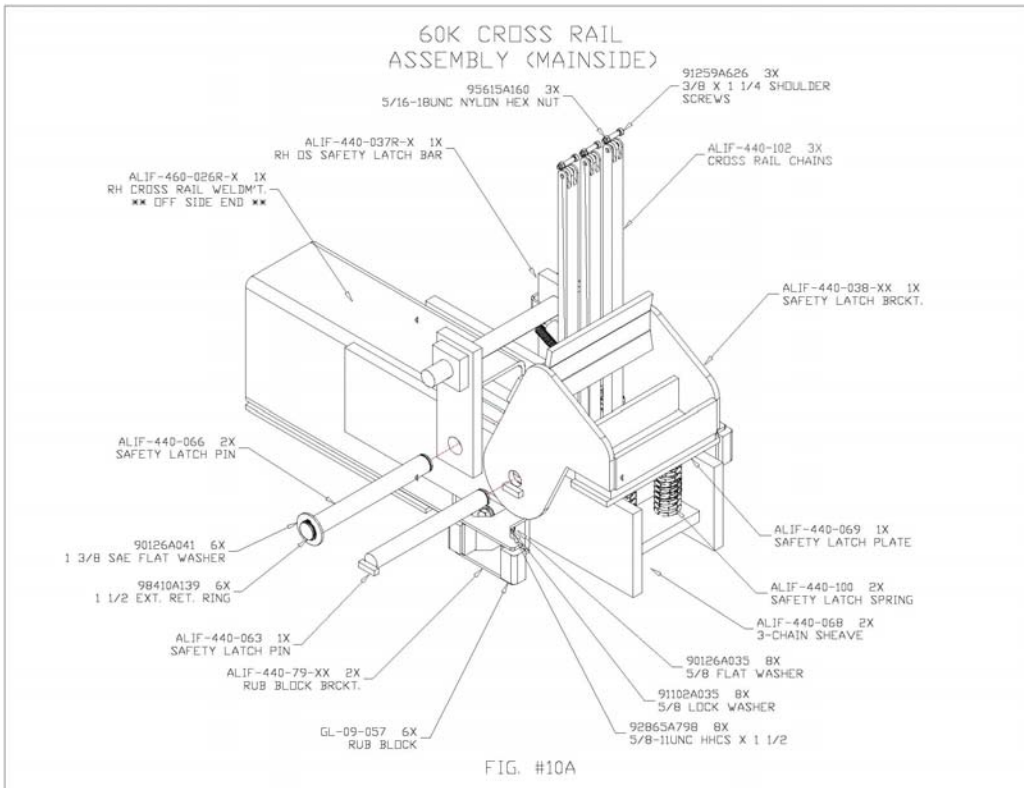 60K CROSS RAIL
ASSEMBLY (MAINSIDE)
95615A160 3X
5/16-18UNC NYLON HEX NUT
91259A626 3X
3/8 X 1 1/4 SHOULDER
SCREWS
ALIF-440-037R-X 1X
RH OS SAFETY LATCH BAR
ALIF-440-102 3X
CROSS RAIL CHAINS
ALIF-460-026R-X 1X
RH CROSS RAIL WELDM'T.
** OFF SIDE END **
ALIF-440-038-XX 1X
SAFETY LATCH BRCKT.
ALIF-440-066 2X
SAFETY LATCH PIN
90126A041 6X
1 3/8 SAE FLAT WASHER
98410A139 6X
1 1/2 EXT. RET. RING
ALIF-440-063 1X
SAFETY LATCH PIN
ALIF-440-79-XX 2X
RUB BLOCK BRCKT.
GL-09-057 6X
RUB BLOCK
ALIF-440-069 1X
SAFETY LATCH PLATE
ALIF-440-100 2X
SAFETY LATCH SPRING
ALIF-440-068 2X
3-CHAIN SHEAVE
90126A035 8X
5/8 FLAT WASHER
91102A035 8X
5/8 LOCK WASHER
92865A798 8X
5/8-11UNC HHCS X 1 1/2
FIG. #10A